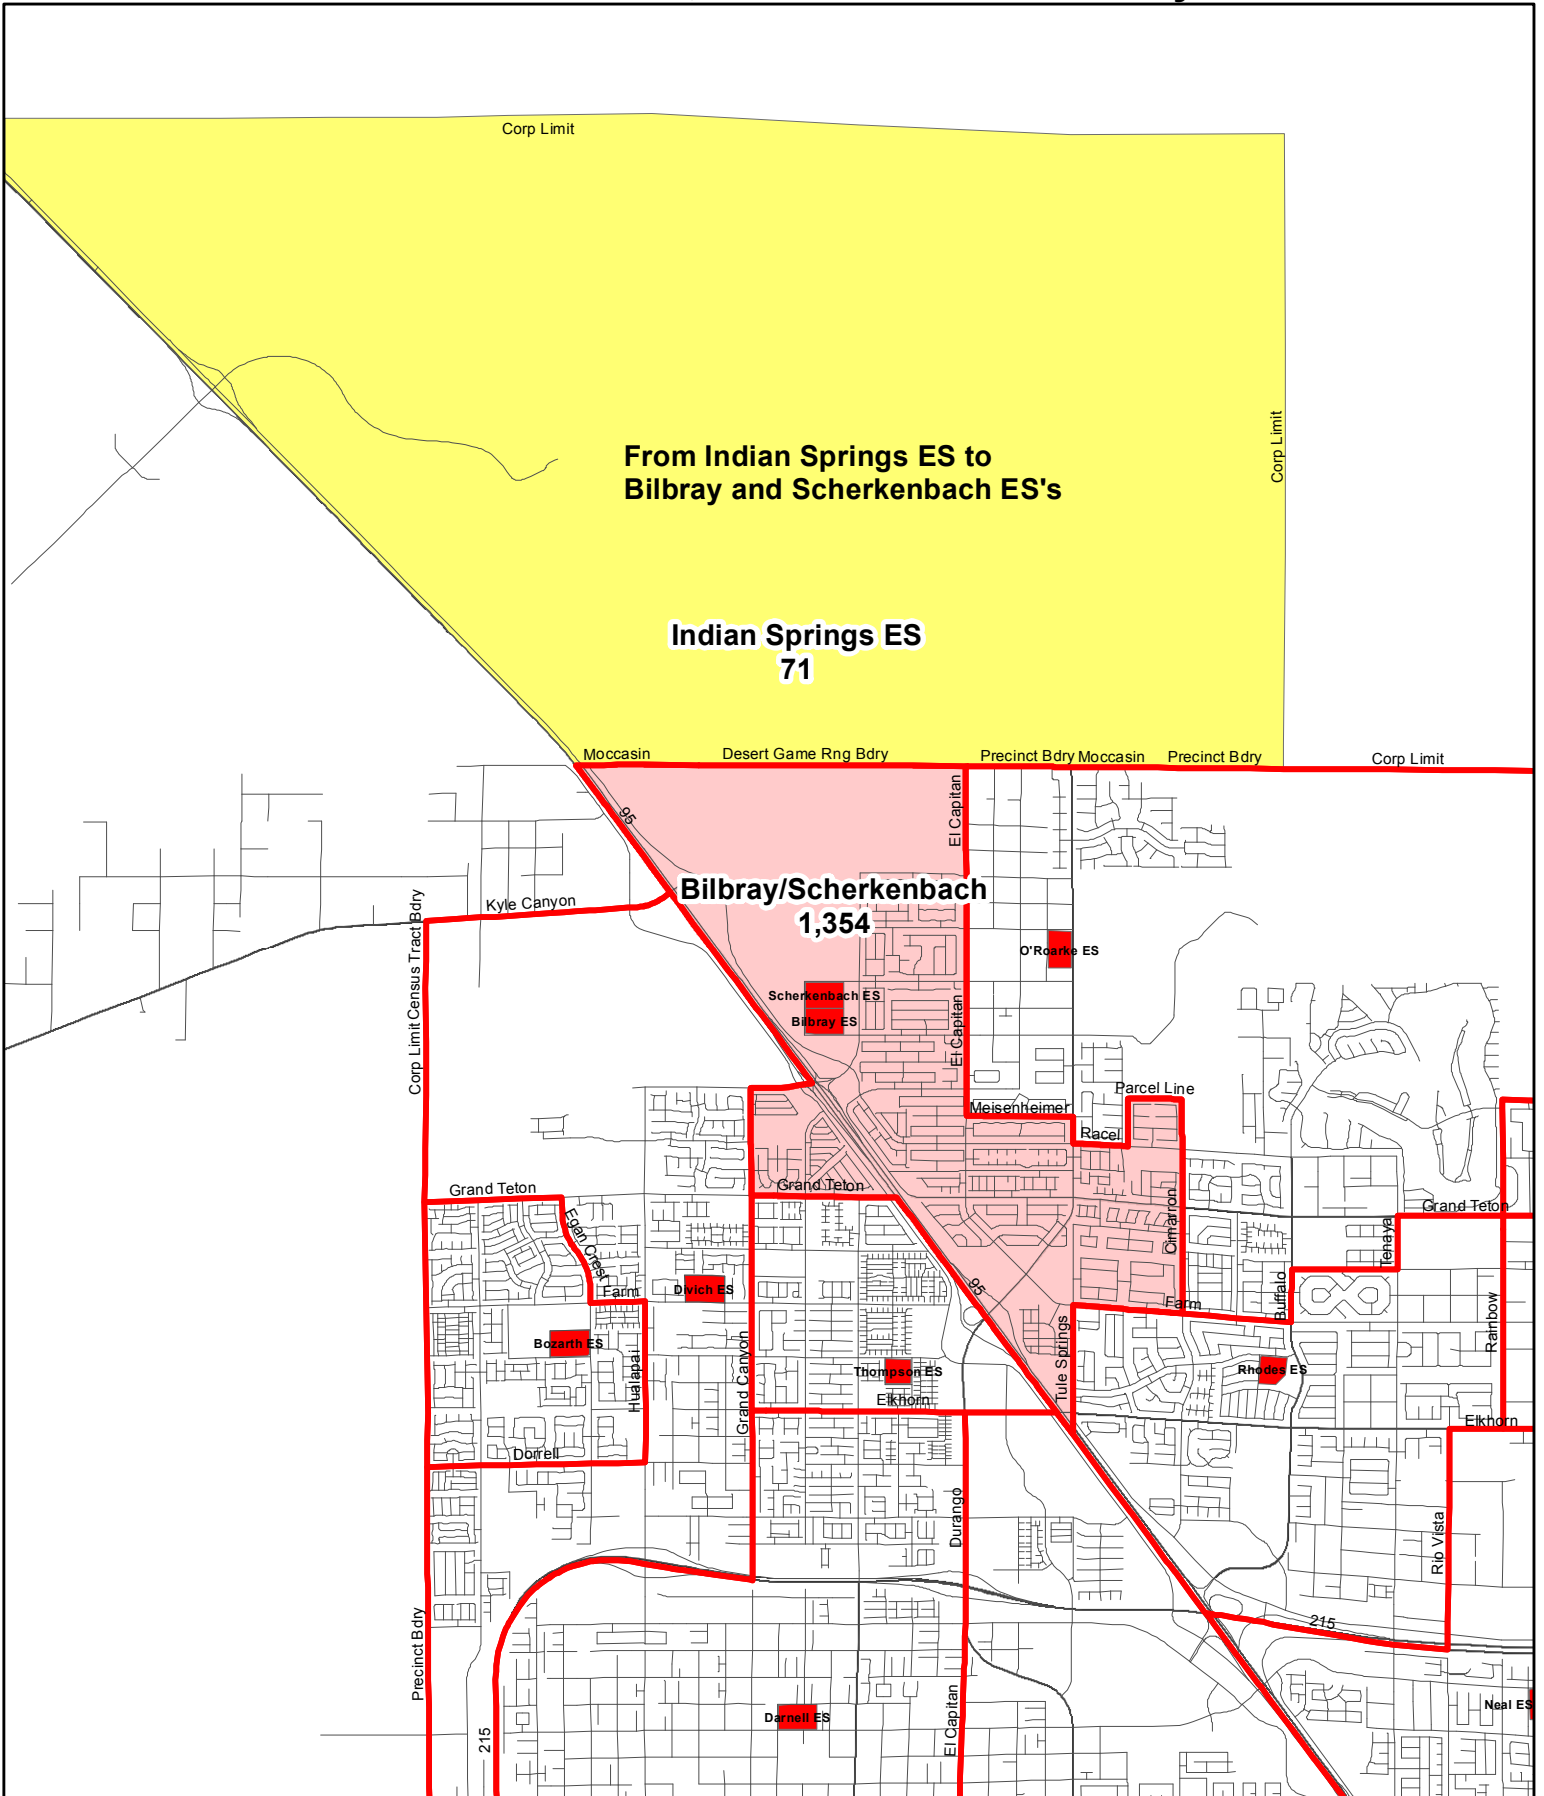 Corp Limit
Corp Limit
From Indian Springs ES to
Bilbray and Scherkenbach ES's
Indian Springs ES
71
Moccasin
Desert Game Rng Bdry
Precinct Bdry
Moccasin
Precinct Bdry
Corp Limit
95
El Capitan
Bilbray/Scherkenbach
1,354
Kyle Canyon
Corp Limit
Census Tract Bdry
O'Roarke ES
Scherkenbach ES
Bilbray ES
El Capitan
Parcel Line
Meisenheimer
Racel
Grand Teton
Grand Teton
Grand Teton
Egan Crest
Cimarron
Tenaya
Farm
Divich ES
95
Farm
Buffalo
Rainbow
Bozarth ES
Hualapai
Grand Canyon
Thompson ES
Tule Springs
Rhodes ES
Elkhorn
Elkhorn
Dorrell
Durango
Rio Vista
215
Precinct Bdry
El Capitan
Neal ES
Darnell ES
215